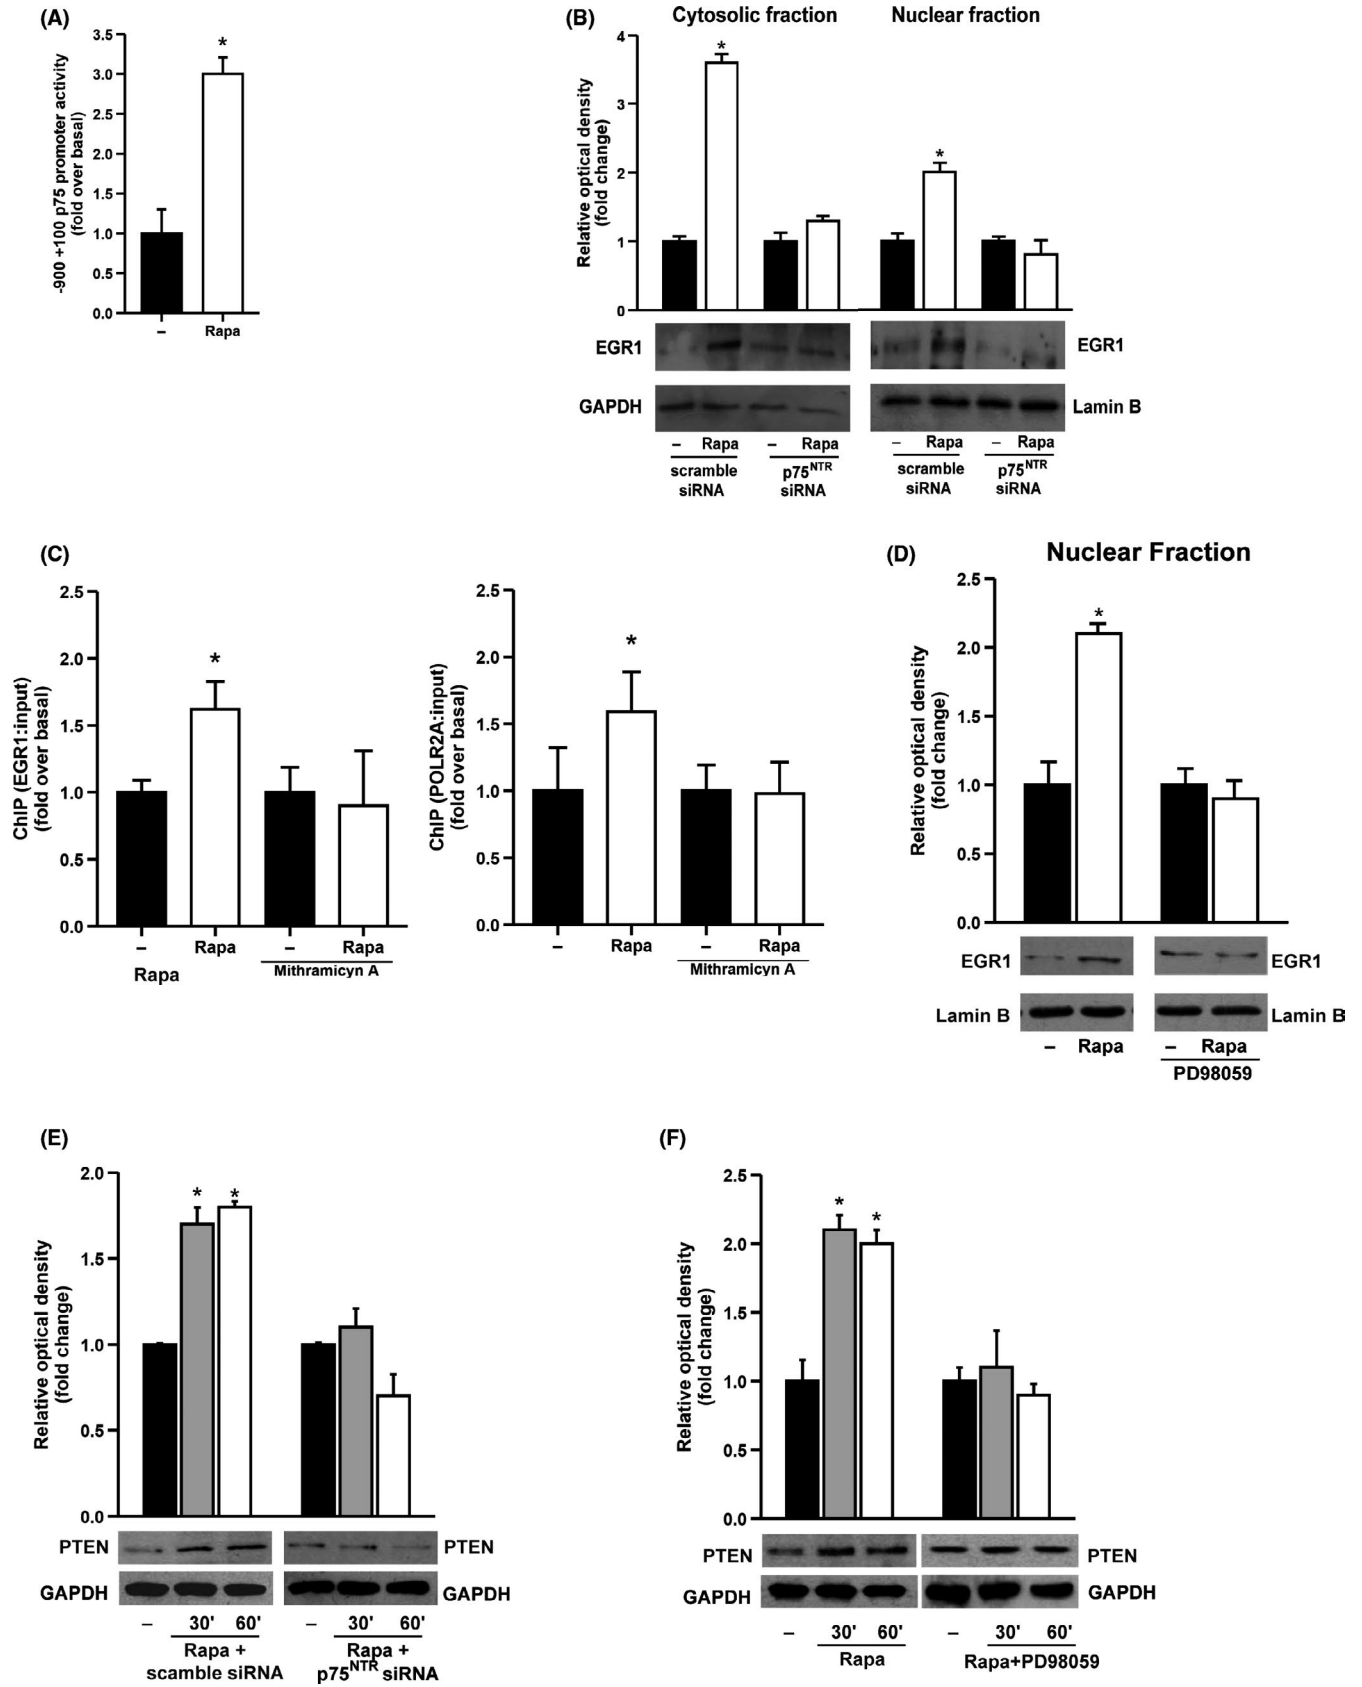 (A)
-900 +100 p75 promoter activity
(fold over basal)
3.5
3.0
2.5
2.0
1.5
1.0
0.5
0.0
*
–
Rapa
(B)
Cytosolic fraction
Nuclear fraction
Relative optical density
(fold change)
4
3
2
1
0
*
*
EGR1
EGR1
GAPDH
Lamin B
– Rapa – Rapa – Rapa – Rapa
scramble siRNA
p75NTR siRNA
scramble siRNA
p75NTR siRNA
(C)
ChIP (EGR1:input)
(fold over basal)
2.5
2.0
1.5
1.0
0.5
0.0
*
– Rapa – Rapa
Rapa
Mithramicyn A
ChIP (POLR2A:input)
(fold over basal)
2.5
2.0
1.5
1.0
0.5
0.0
*
– Rapa – Rapa
Mithramicyn A
(D)
Nuclear Fraction
Relative optical density
(fold change)
2.5
2.0
1.5
1.0
0.5
0.0
*
EGR1
EGR1
Lamin B
Lamin B
– Rapa – Rapa
PD98059
(E)
Relative optical density
(fold change)
2.0
1.5
1.0
0.5
0.0
* *
PTEN
PTEN
GAPDH
GAPDH
– 30' 60' – 30' 60'
Rapa +
scamble siRNA
Rapa +
p75NTR siRNA
(F)
Relative optical density
(fold change)
2.5
2.0
1.5
1.0
0.5
0.0
* *
PTEN
PTEN
GAPDH
GAPDH
– 30' 60' – 30' 60'
Rapa
Rapa+PD98059